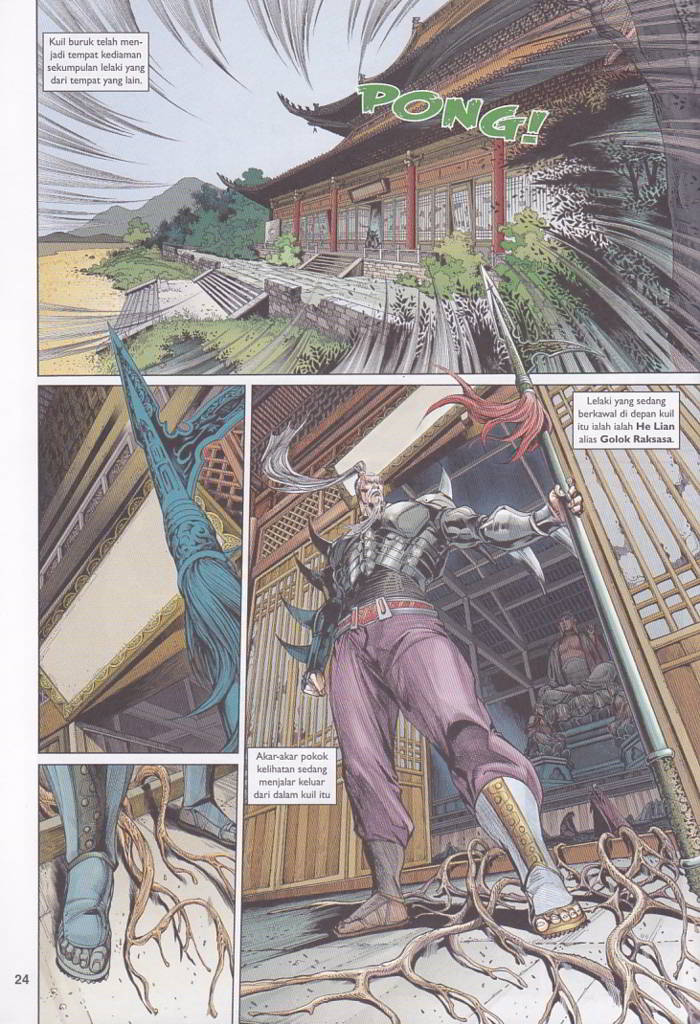 Kuil buruk telah men-
jadi tempat kediaman
sekumpulan lelaki yang
dari tempat yang lain.
PONG!
Lelaki yang sedang
berkawal di depan kuil
itu ialah ialah He Lian
alias Golok Raksasa.
Akar-akar pokok
kelihatan sedang
menjalar keluar
dari dalam kuil itu
24